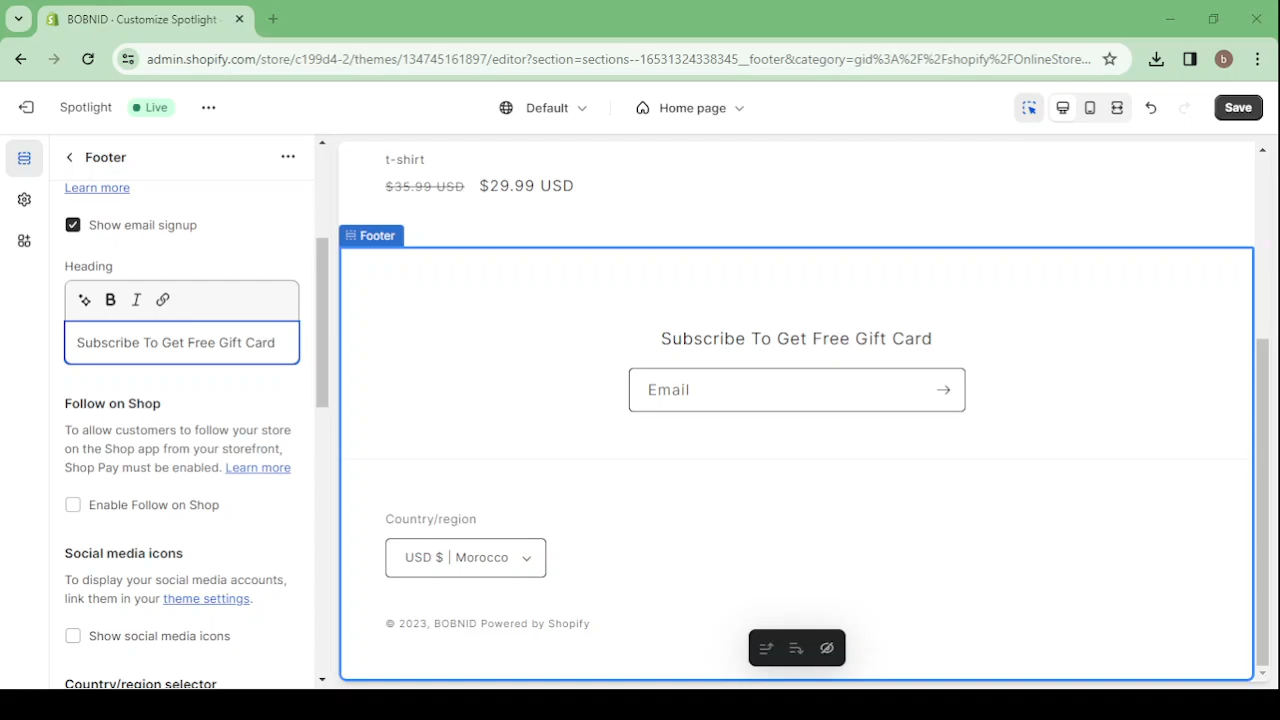 BOBNID - Customize Spotlight
admin.shopify.com/store/c199d4-2/themes/134745161897/editor?section=sections--16531324338345__footer&category=gid%3A%2F%2Fshopify%2FOnlineStore...
b
Spotlight
Live
Default
Home page
Save
Footer
Learn more
Show email signup
Heading
B I
Subscribe To Get Free Gift Card
Follow on Shop
To allow customers to follow your store
on the Shop app from your storefront,
Shop Pay must be enabled. Learn more
Enable Follow on Shop
Social media icons
To display your social media accounts,
link them in your theme settings.
Show social media icons
Country/region selector
t-shirt
$35.99 USD $29.99 USD
Footer
Subscribe To Get Free Gift Card
Email
Country/region
USD $ | Morocco
© 2023, BOBNID Powered by Shopify